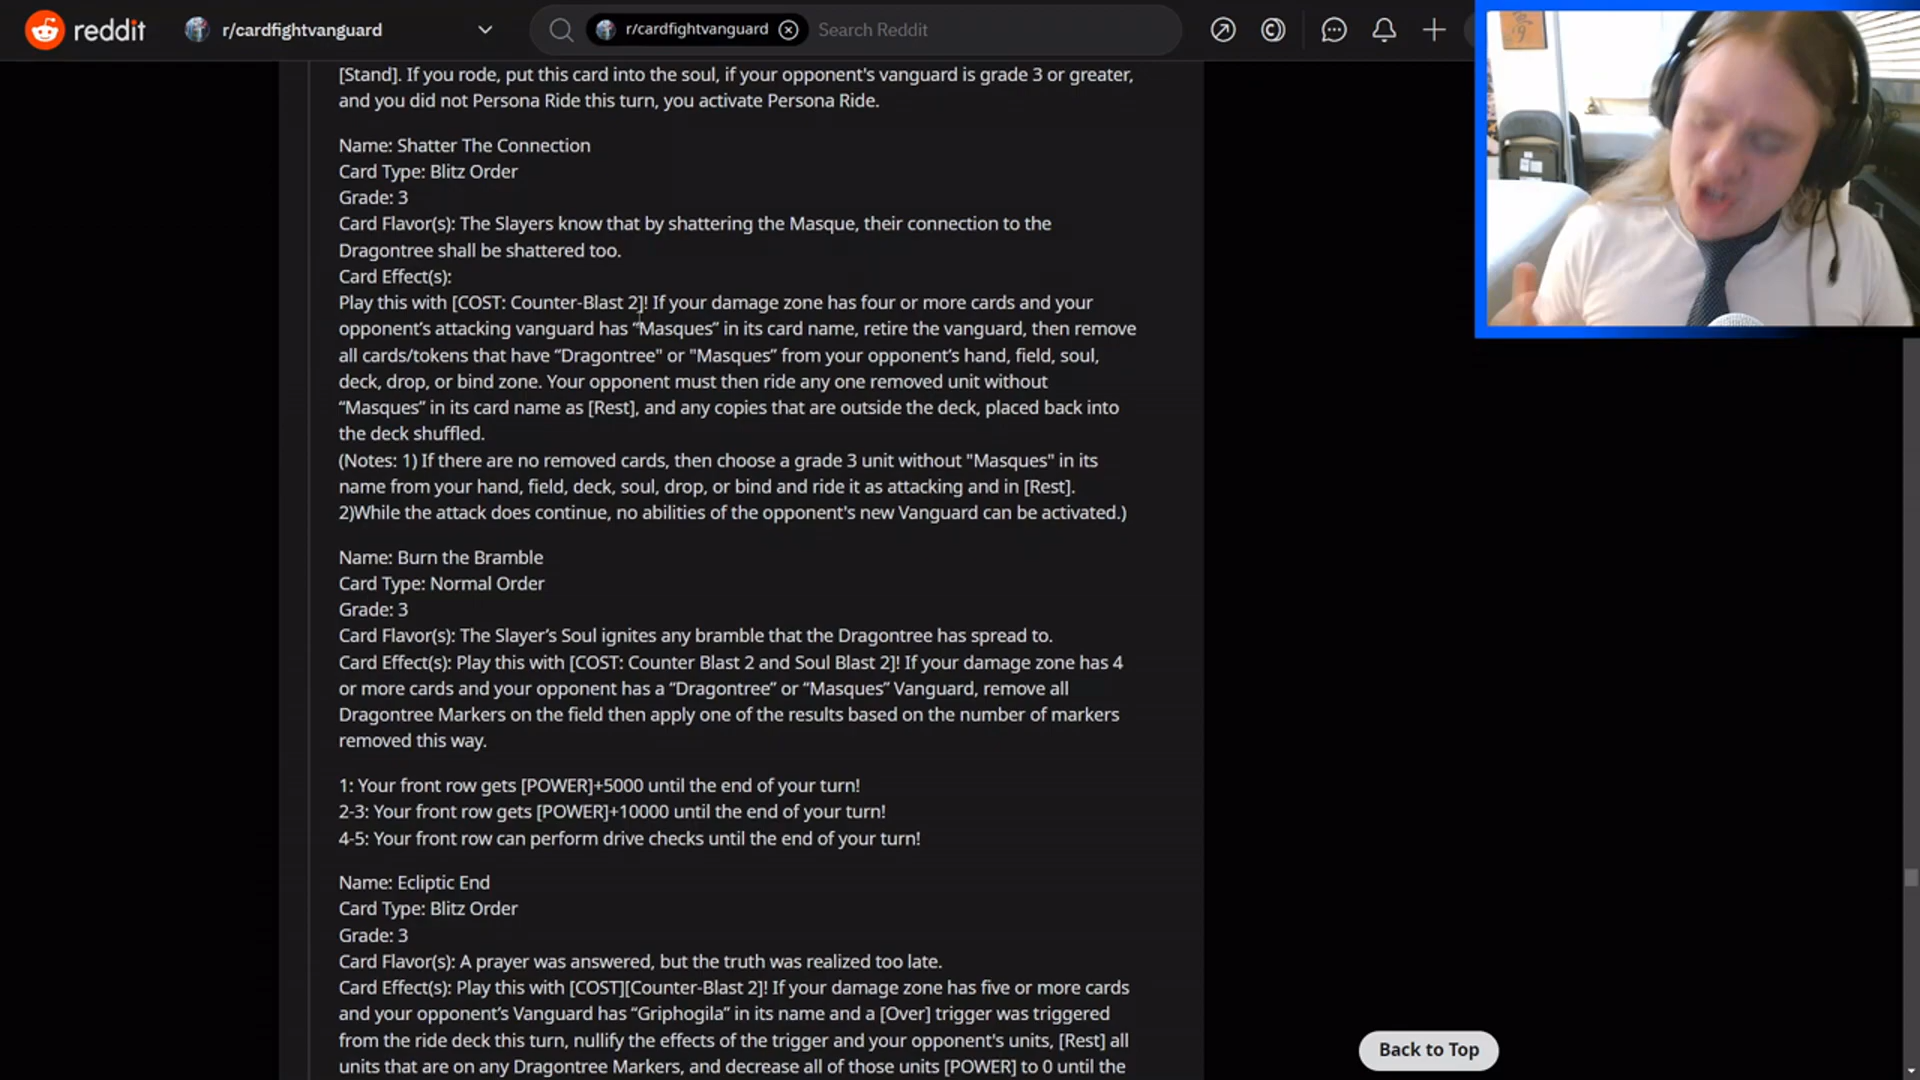 reddit
r/cardfightvanguard
r/cardfightvanguard
Search Reddit
[Stand]. If you rode, put this card into the soul, if your opponent's vanguard is grade 3 or greater,
and you did not Persona Ride this turn, you activate Persona Ride.
Name: Shatter The Connection
Card Type: Blitz Order
Grade: 3
Card Flavor(s): The Slayers know that by shattering the Masque, their connection to the
Dragontree shall be shattered too.
Card Effect(s):
Play this with [COST: Counter-Blast 2]! If your damage zone has four or more cards and your
opponent’s attacking vanguard has “Masques” in its card name, retire the vanguard, then remove
all cards/tokens that have “Dragontree" or "Masques” from your opponent’s hand, field, soul,
deck, drop, or bind zone. Your opponent must then ride any one removed unit without
“Masques” in its card name as [Rest], and any copies that are outside the deck, placed back into
the deck shuffled.
(Notes: 1) If there are no removed cards, then choose a grade 3 unit without "Masques" in its
name from your hand, field, deck, soul, drop, or bind and ride it as attacking and in [Rest].
2)While the attack does continue, no abilities of the opponent's new Vanguard can be activated.)
Name: Burn the Bramble
Card Type: Normal Order
Grade: 3
Card Flavor(s): The Slayer’s Soul ignites any bramble that the Dragontree has spread to.
Card Effect(s): Play this with [COST: Counter Blast 2 and Soul Blast 2]! If your damage zone has 4
or more cards and your opponent has a “Dragontree” or “Masques” Vanguard, remove all
Dragontree Markers on the field then apply one of the results based on the number of markers
removed this way.
1: Your front row gets [POWER]+5000 until the end of your turn!
2-3: Your front row gets [POWER]+10000 until the end of your turn!
4-5: Your front row can perform drive checks until the end of your turn!
Name: Ecliptic End
Card Type: Blitz Order
Grade: 3
Card Flavor(s): A prayer was answered, but the truth was realized too late.
Card Effect(s): Play this with [COST][Counter-Blast 2]! If your damage zone has five or more cards
and your opponent’s Vanguard has “Griphogila” in its name and a [Over] trigger was triggered
from the ride deck this turn, nullify the effects of the trigger and your opponent's units, [Rest] all
units that are on any Dragontree Markers, and decrease all of those units [POWER] to 0 until the
Back to Top